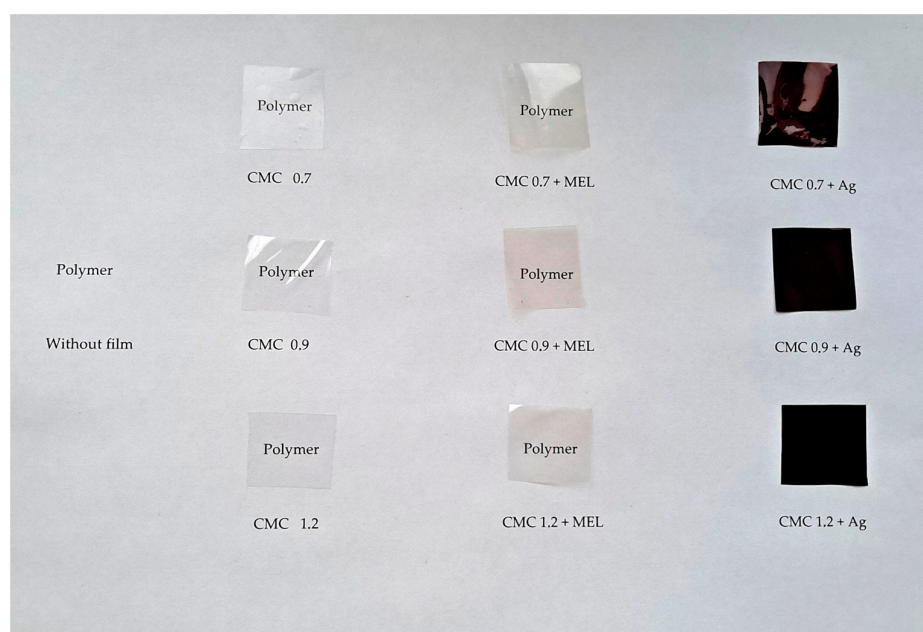 Polymer
Polymer
CMC 0.7
CMC 0.7 + MEL
CMC 0.7 + Ag
Polymer
Polymer
Polymer
Without film
CMC 0.9
CMC 0.9 + MEL
CMC 0.9 + Ag
Polymer
Polymer
CMC 1.2
CMC 1.2 + MEL
CMC 1.2 + Ag